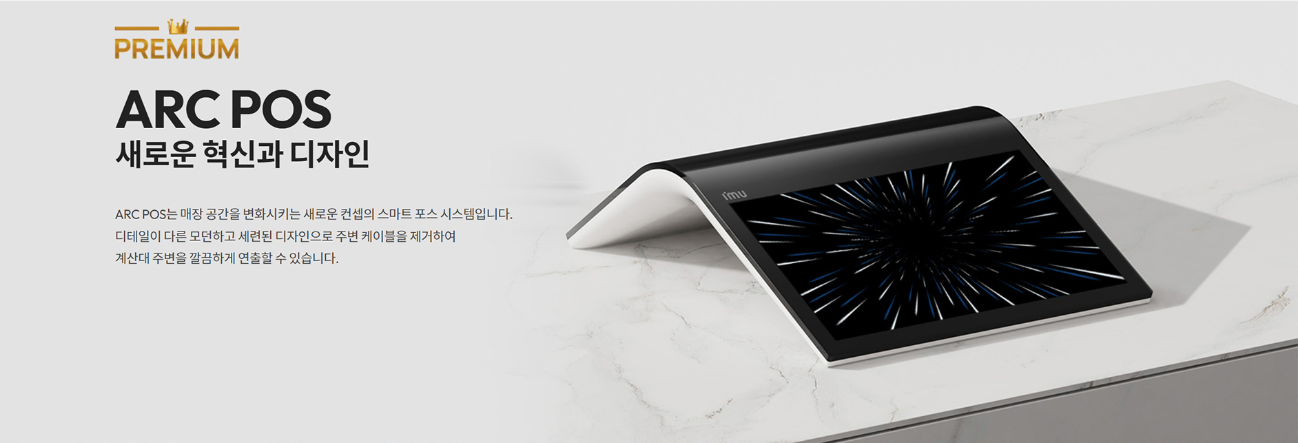 PREMIUM
ARC POS
새로운 혁신과 디자인
ARC POS는 매장 공간을 변화시키는 새로운 컨셉의 스마트 포스 시스템입니다.
디테일이 다른 모던하고 세련된 디자인으로 주변 케이블을 제거하여
계산대 주변을 깔끔하게 연출할 수 있습니다.
imu